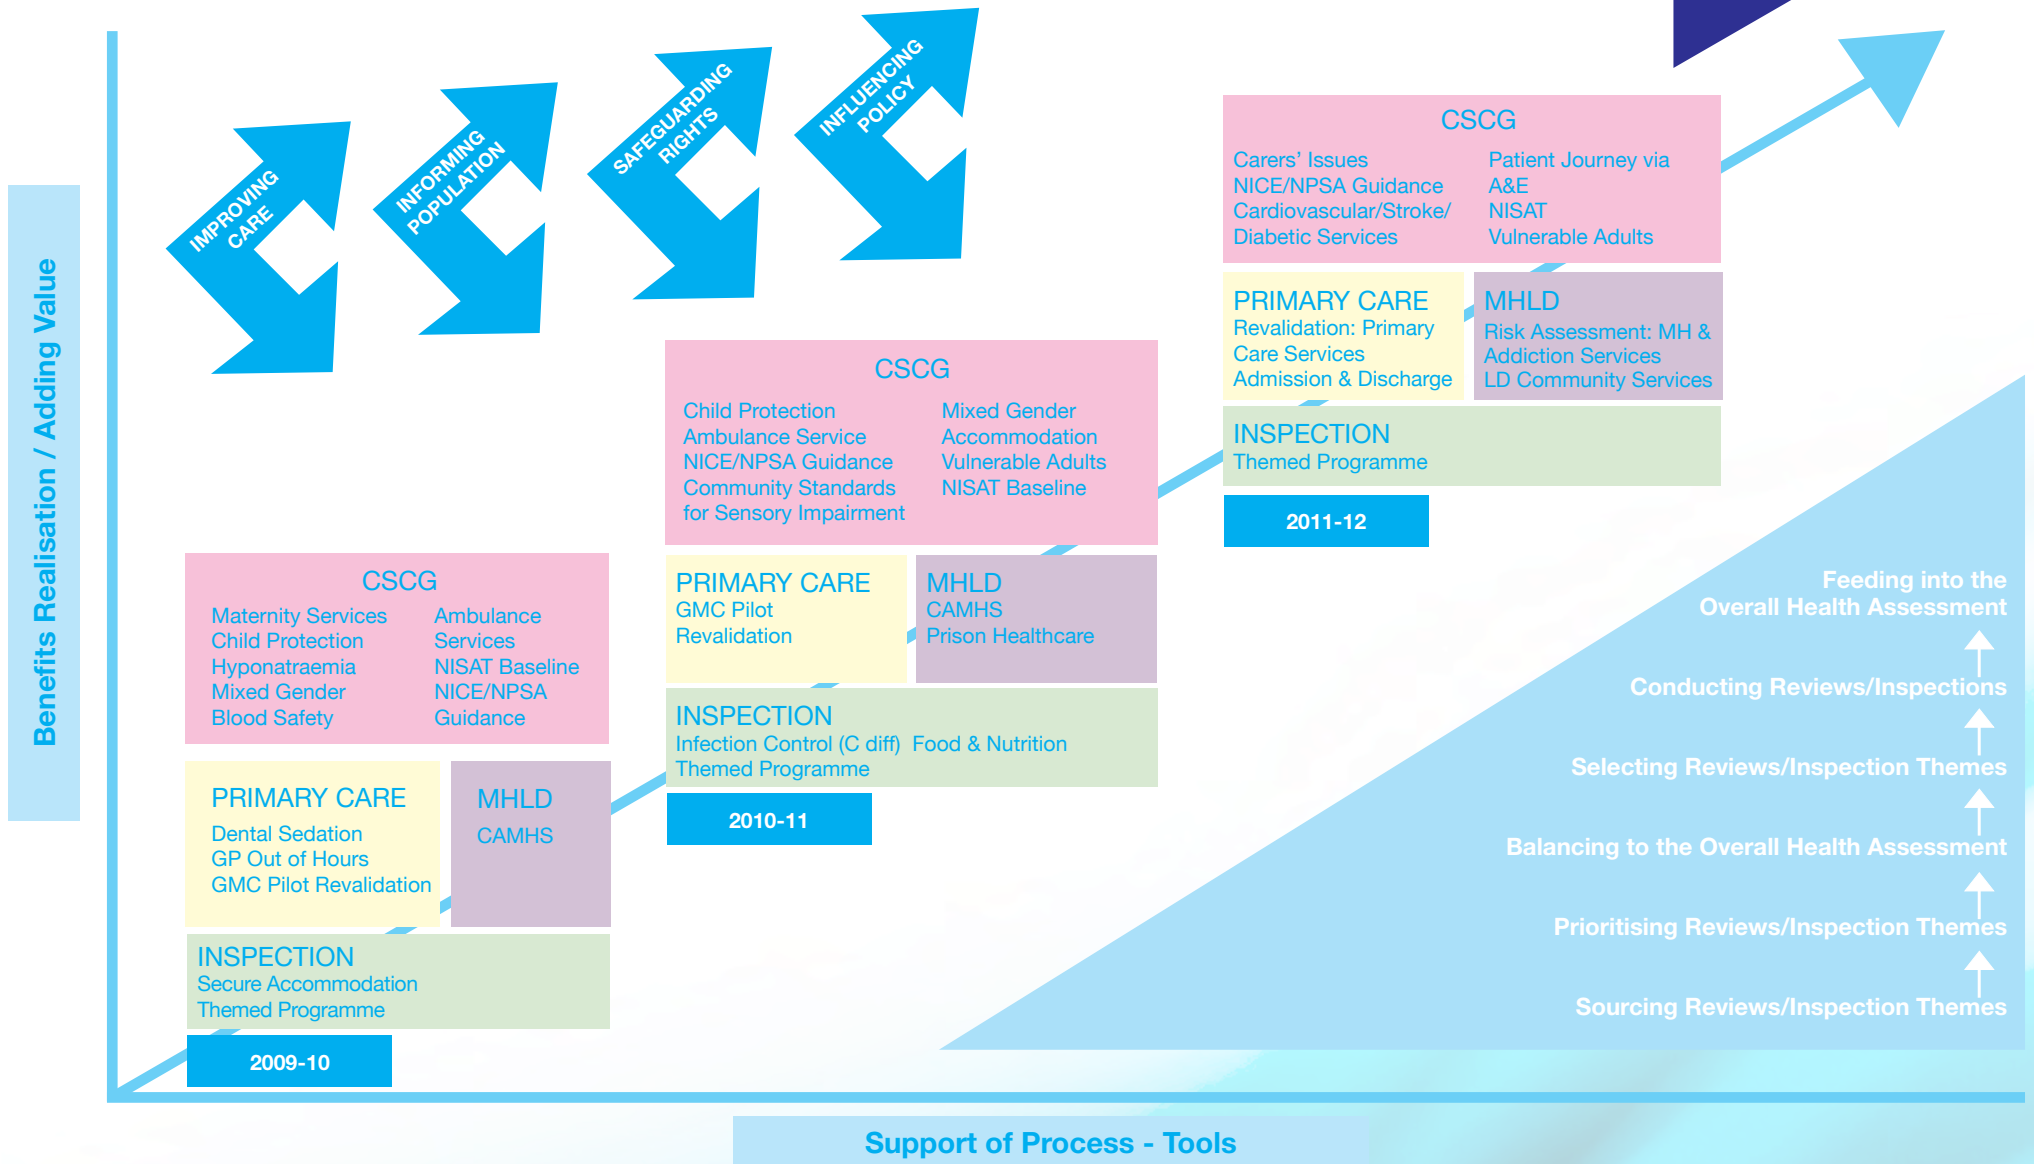 Benefits Realisation / Adding Value
IMPROVING
CARE
INFORMING
POPULATION
SAFEGUARDING
RIGHTS
INFLUENCING
POLICY
CSCG
Maternity Services
Child Protection
Hyponatraemia
Mixed Gender
Blood Safety
Ambulance
Services
NISAT Baseline
NICE/NPSA
Guidance
PRIMARY CARE
Dental Sedation
GP Out of Hours
GMC Pilot Revalidation
MHLD
CAMHS
INSPECTION
Secure Accommodation
Themed Programme
2009-10
CSCG
Child Protection
Ambulance Service
NICE/NPSA Guidance
Community Standards
for Sensory Impairment
Mixed Gender
Accommodation
Vulnerable Adults
NISAT Baseline
PRIMARY CARE
GMC Pilot
Revalidation
MHLD
CAMHS
Prison Healthcare
INSPECTION
Infection Control (C diff) Food & Nutrition
Themed Programme
2010-11
CSCG
Carers' Issues
NICE/NPSA Guidance
Cardiovascular/Stroke/
Diabetic Services
Patient Journey via
A&E
NISAT
Vulnerable Adults
PRIMARY CARE
Revalidation: Primary
Care Services
Admission & Discharge
MHLD
Risk Assessment: MH &
Addiction Services
LD Community Services
INSPECTION
Themed Programme
2011-12
Feeding into the
Overall Health Assessment
Conducting Reviews/Inspections
Selecting Reviews/Inspection Themes
Balancing to the Overall Health Assessment
Prioritising Reviews/Inspection Themes
Sourcing Reviews/Inspection Themes
Support of Process - Tools